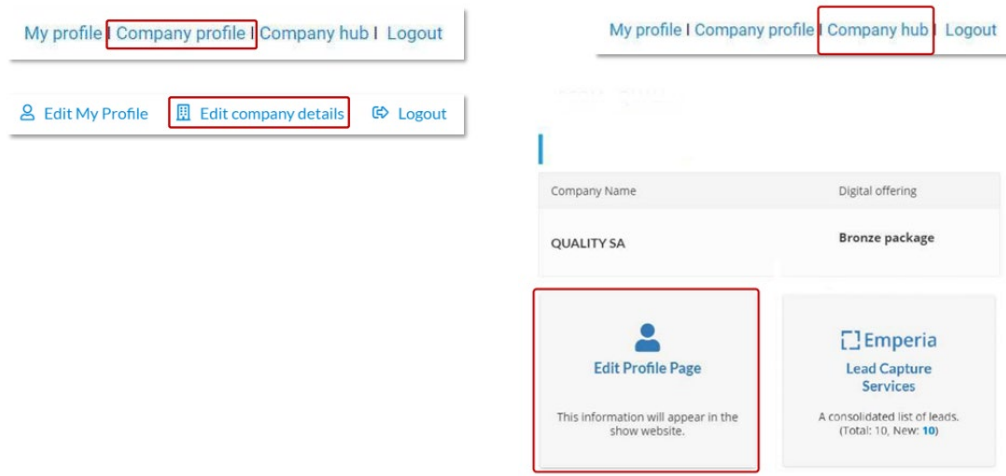 My profile I Company profile I Company hub I Logout
Edit My Profile Edit company details Logout
My profile I Company profile I Company hub I Logout
Company Name Digital offering
QUALITY SA Bronze package
Edit Profile Page
This information will appear in the
show website.
Emperia
Lead Capture
Services
A consolidated list of leads.
(Total: 10, New: 10)